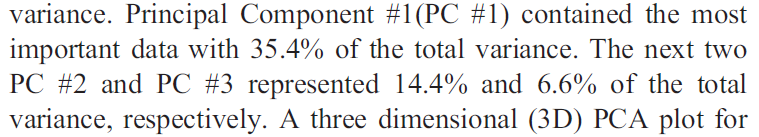 variance. Principal Component #1(PC #1) contained the most
important data with 35.4% of the total variance. The next two
PC #2 and PC #3 represented 14.4% and 6.6% of the total
variance, respectively. A three dimensional (3D) PCA plot for